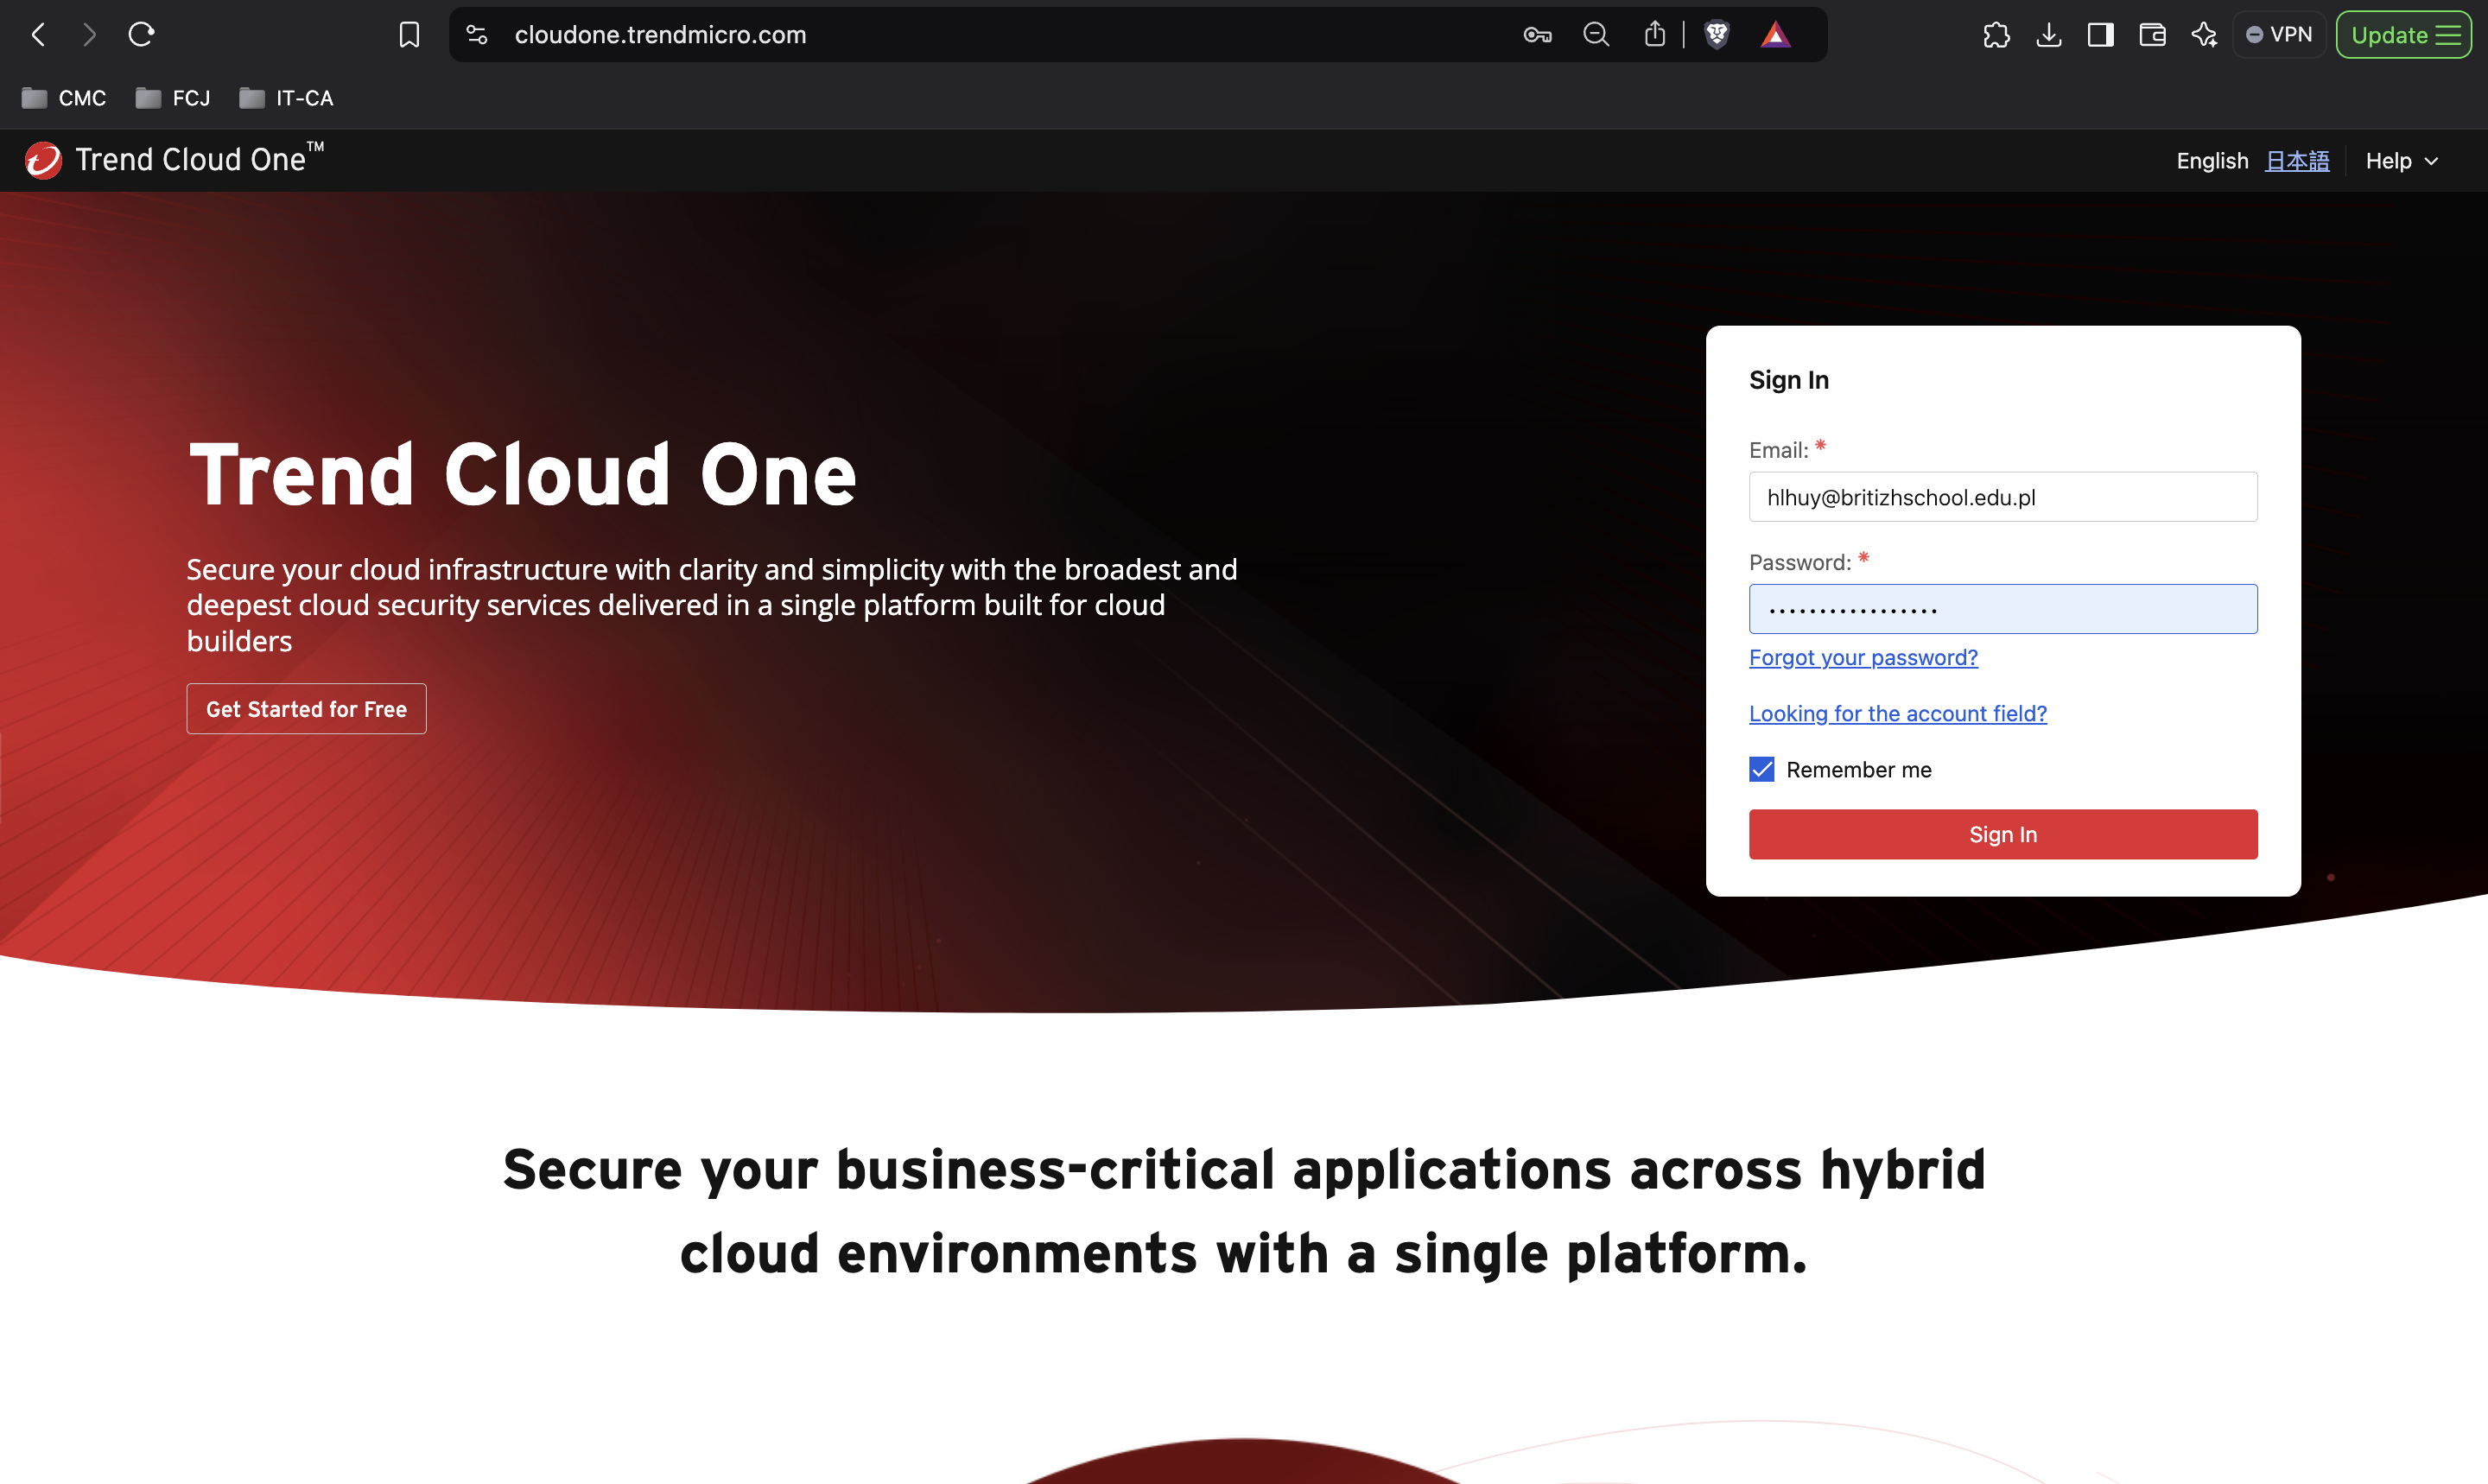 cloudone.trendmicro.com
VPN
Update
CMC
FCJ
IT-CA
Trend Cloud One™
English 日本語 Help
Sign In
Email: *
hlhuy@britizhschool.edu.pl
Trend Cloud One
Secure your cloud infrastructure with clarity and simplicity with the broadest and
deepest cloud security services delivered in a single platform built for cloud
builders
Get Started for Free
Password: *
•••••••••••••••••
Forgot your password?
Looking for the account field?
Remember me
Sign In
Secure your business-critical applications across hybrid
cloud environments with a single platform.